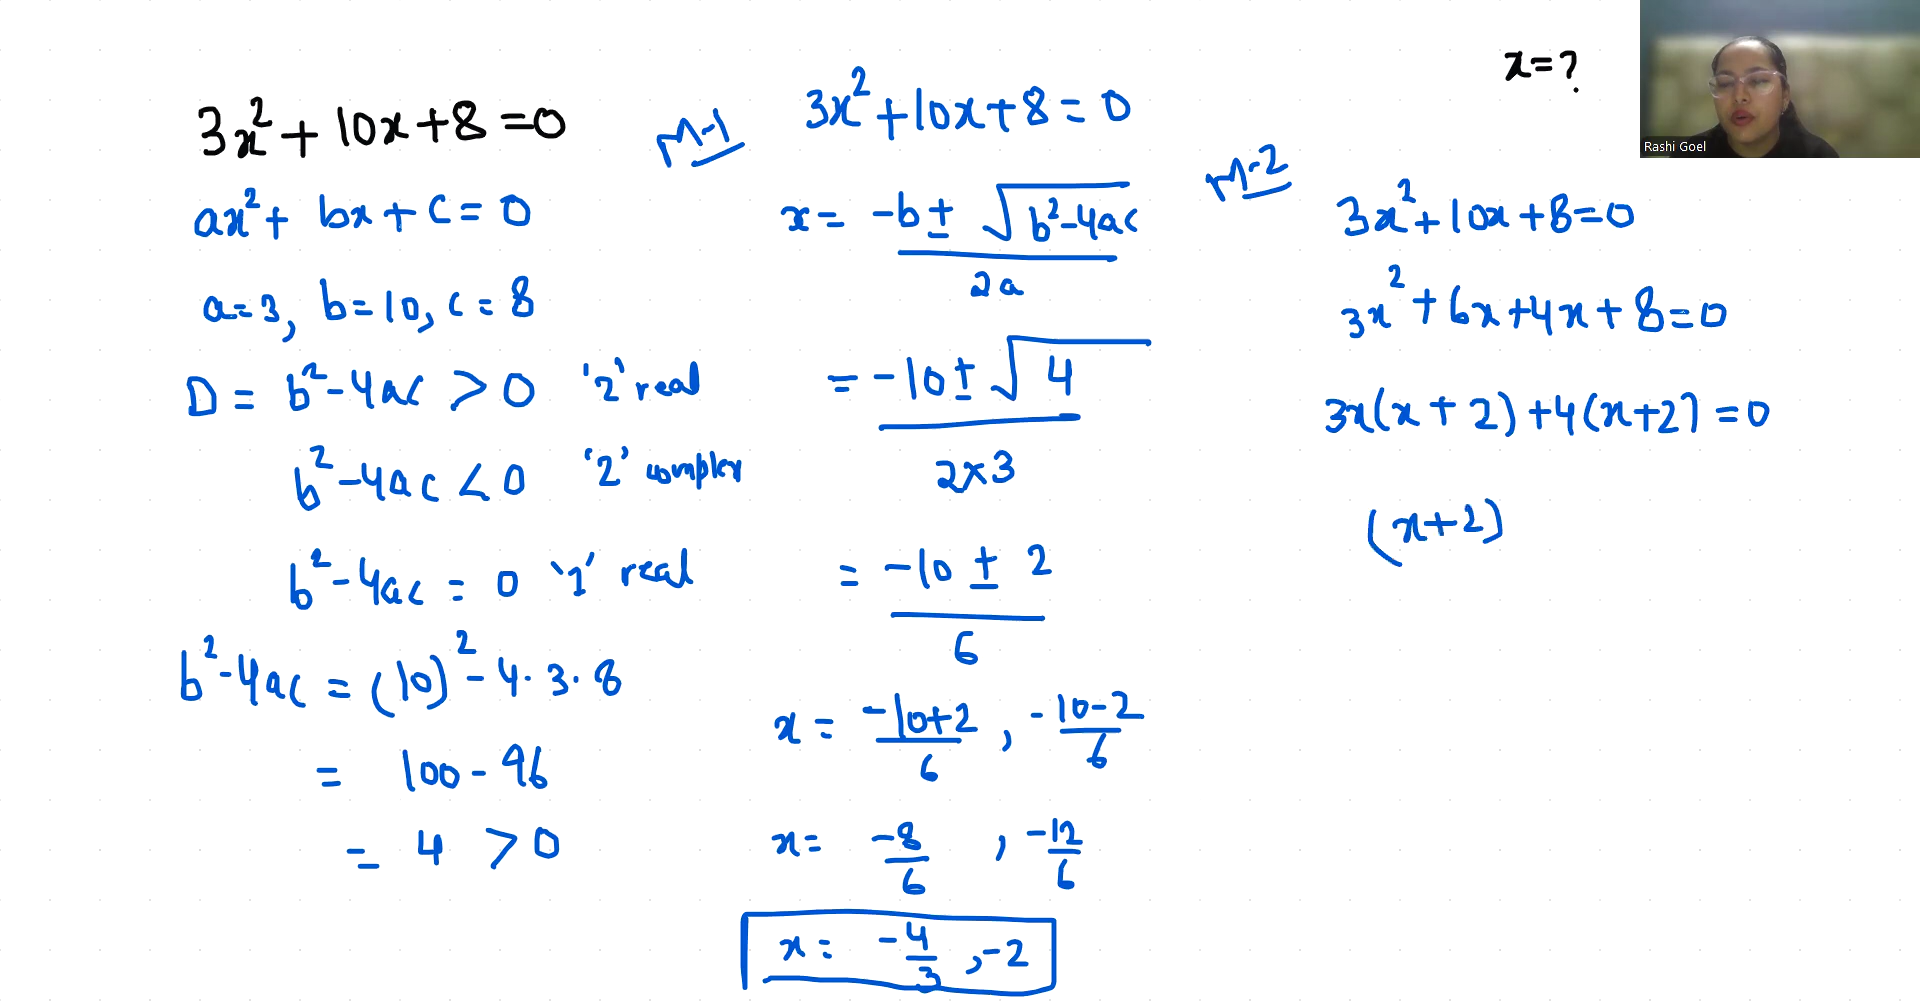 3x² + 10x + 8 = 0
ax² + bx + c = 0
a = 3, b = 10, c = 8
D = b² - 4ac > 0 '2' real
b² - 4ac < 0 '2' complex
b² - 4ac = 0 '1' real
b² - 4ac = (10)² - 4 · 3 · 8
= 100 - 96
= 4 > 0
M-1
3x² + 10x + 8 = 0
x = -b ± √b² - 4ac / 2a
= -10 ± √4 / 2×3
= -10 ± 2 / 6
x = -10+2 / 6 , -10-2 / 6
x = -8/6 , -12/6
x = -4/3 , -2
x = ?
M-2
3x² + 10x + 8 = 0
3x² + 6x + 4x + 8 = 0
3x(x + 2) + 4(x + 2) = 0
(x + 2)
Rashi Goel